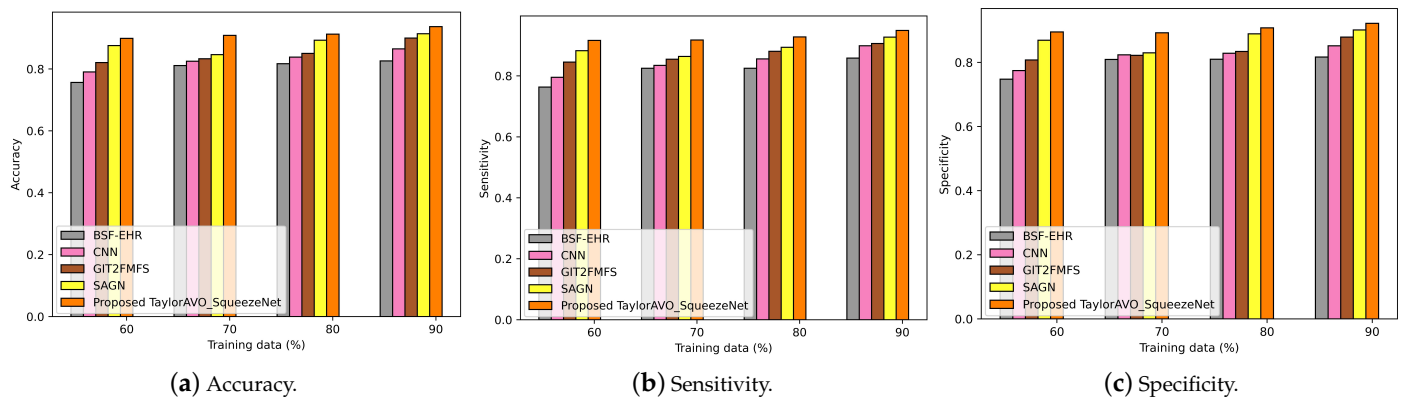 Accuracy
0.8
0.6
0.4
0.2
0.0
BSF-EHR
CNN
GIT2FMFS
SAGN
Proposed TaylorAVO_SqueezeNet
60
70
80
90
Training data (%)
(a) Accuracy.
Sensitivity
0.8
0.6
0.4
0.2
0.0
BSF-EHR
CNN
GIT2FMFS
SAGN
Proposed TaylorAVO_SqueezeNet
60
70
80
90
Training data (%)
(b) Sensitivity.
Specificity
0.8
0.6
0.4
0.2
0.0
BSF-EHR
CNN
GIT2FMFS
SAGN
Proposed TaylorAVO_SqueezeNet
60
70
80
90
Training data (%)
(c) Specificity.